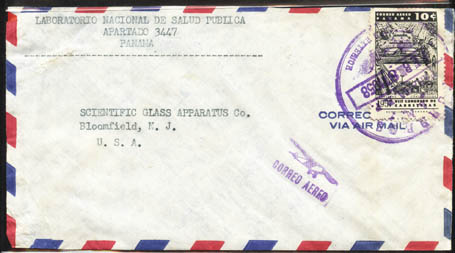 LABORATORIO NACIONAL DE SALUD PUBLICA
APARTADO 3447
PANAMA
CORREO AEREO 10¢
PANAMA
SCIENTIFIC GLASS APPARATUS Co.
Bloomfield, N. J.
U. S. A.
CORREO
VIA AIR MAIL
CORREO AEREO